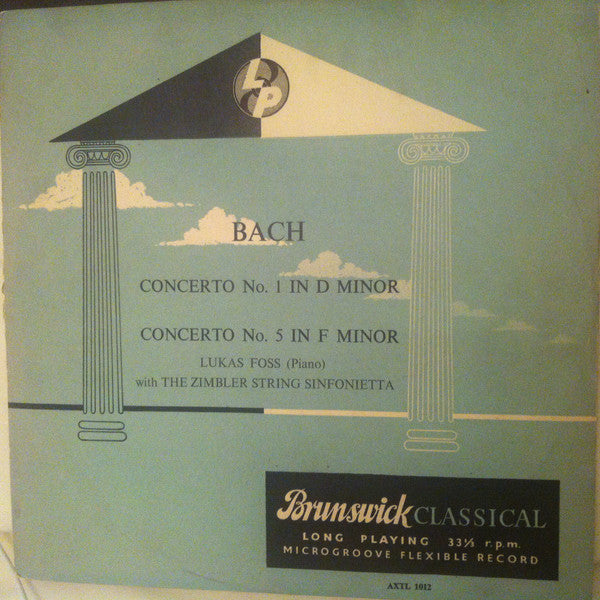 LP
BACH
CONCERTO No. 1 IN D MINOR
CONCERTO No. 5 IN F MINOR
LUKAS FOSS (Piano)
with THE ZIMBLER STRING SINFONIETTA
Brunswick CLASSICAL
LONG PLAYING 33⅓ r.p.m.
MICROGROOVE FLEXIBLE RECORD
AXTL 1012